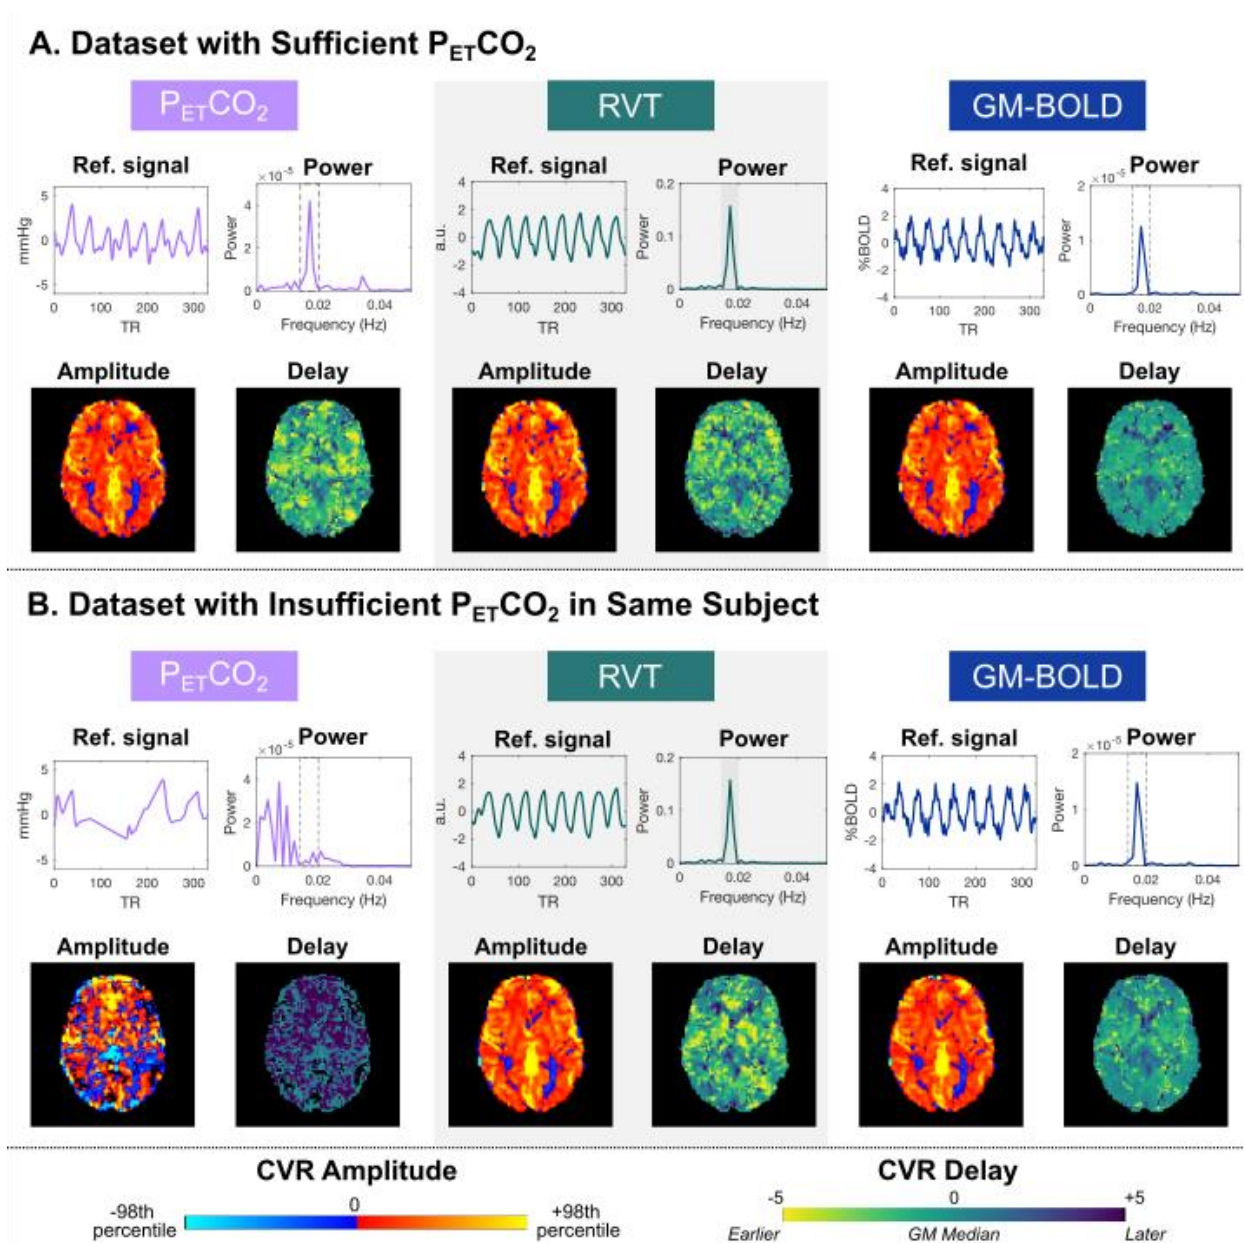 A. Dataset with Sufficient PETCO2
PETCO2
RVT
GM-BOLD
Ref. signal
Power
Ref. signal
Power
Ref. signal
Power
×10⁻⁵
×10⁻⁵
mmHg
5
0
-5
0 100 200 300
TR
Power
4
2
0
0 0.02 0.04
Frequency (Hz)
a.u.
4
2
0
-2
-4
0 100 200 300
TR
Power
0.2
0.1
0
0 0.02 0.04
Frequency (Hz)
%BOLD
4
2
0
-2
-4
0 100 200 300
TR
Power
2
1
0
0 0.02 0.04
Frequency (Hz)
Amplitude
Delay
Amplitude
Delay
Amplitude
Delay
B. Dataset with Insufficient PETCO2 in Same Subject
PETCO2
RVT
GM-BOLD
Ref. signal
Power
Ref. signal
Power
Ref. signal
Power
×10⁻⁵
×10⁻⁵
mmHg
5
0
-5
0 100 200 300
TR
Power
4
2
0
0 0.02 0.04
Frequency (Hz)
a.u.
4
2
0
-2
-4
0 100 200 300
TR
Power
0.2
0.1
0
0 0.02 0.04
Frequency (Hz)
%BOLD
4
2
0
-2
-4
0 100 200 300
TR
Power
2
1
0
0 0.02 0.04
Frequency (Hz)
Amplitude
Delay
Amplitude
Delay
Amplitude
Delay
CVR Amplitude
-98th
percentile
0
+98th
percentile
CVR Delay
-5 0 +5
Earlier GM Median Later